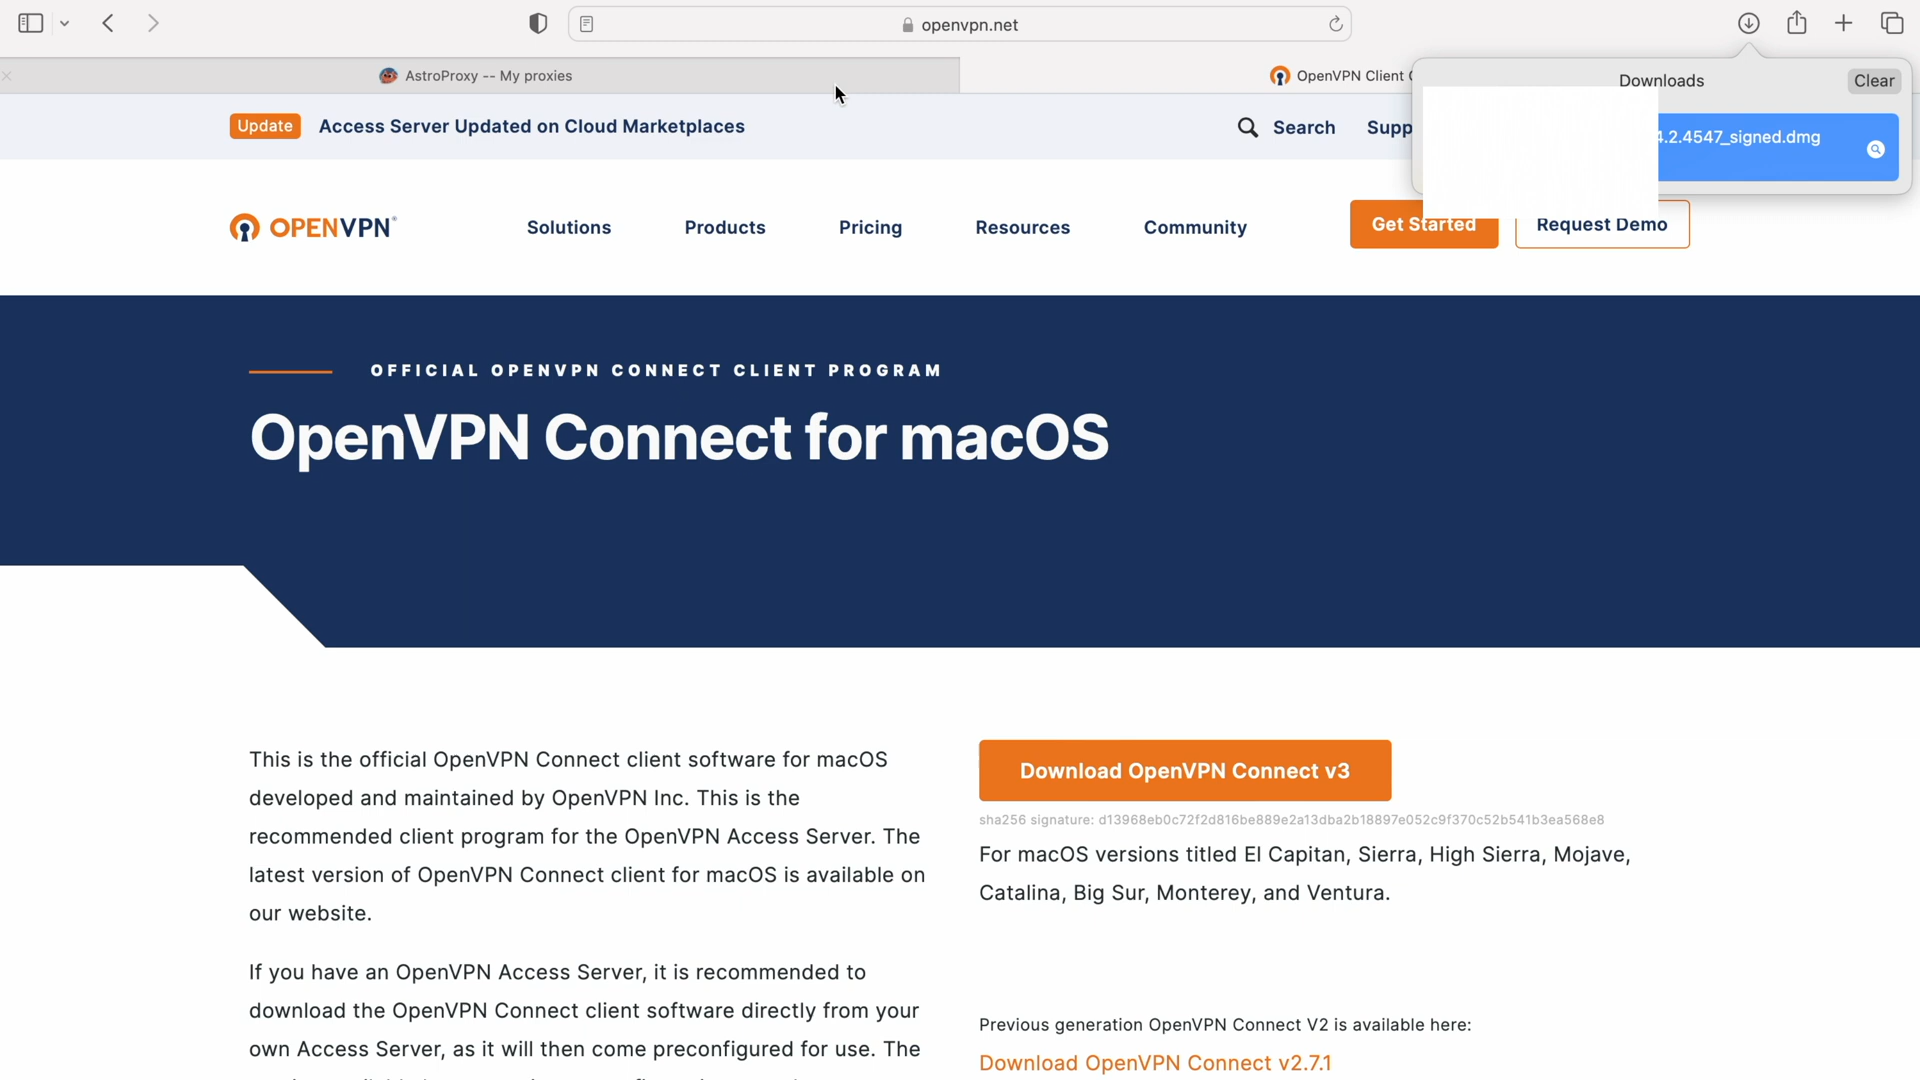 openvpn.net
AstroProxy -- My proxies
OpenVPN Client
Downloads
Clear
4.2.4547_signed.dmg
Update
Access Server Updated on Cloud Marketplaces
Search
Supp
OPENVPN
Solutions
Products
Pricing
Resources
Community
Get Started
Request Demo
OFFICIAL OPENVPN CONNECT CLIENT PROGRAM
OpenVPN Connect for macOS
This is the official OpenVPN Connect client software for macOS
developed and maintained by OpenVPN Inc. This is the
recommended client program for the OpenVPN Access Server. The
latest version of OpenVPN Connect client for macOS is available on
our website.
If you have an OpenVPN Access Server, it is recommended to
download the OpenVPN Connect client software directly from your
own Access Server, as it will then come preconfigured for use. The
Download OpenVPN Connect v3
sha256 signature: d13968eb0c72f2d816be889e2a13dba2b18897e052c9f370c52b541b3ea568e8
For macOS versions titled El Capitan, Sierra, High Sierra, Mojave,
Catalina, Big Sur, Monterey, and Ventura.
Previous generation OpenVPN Connect V2 is available here:
Download OpenVPN Connect v2.7.1